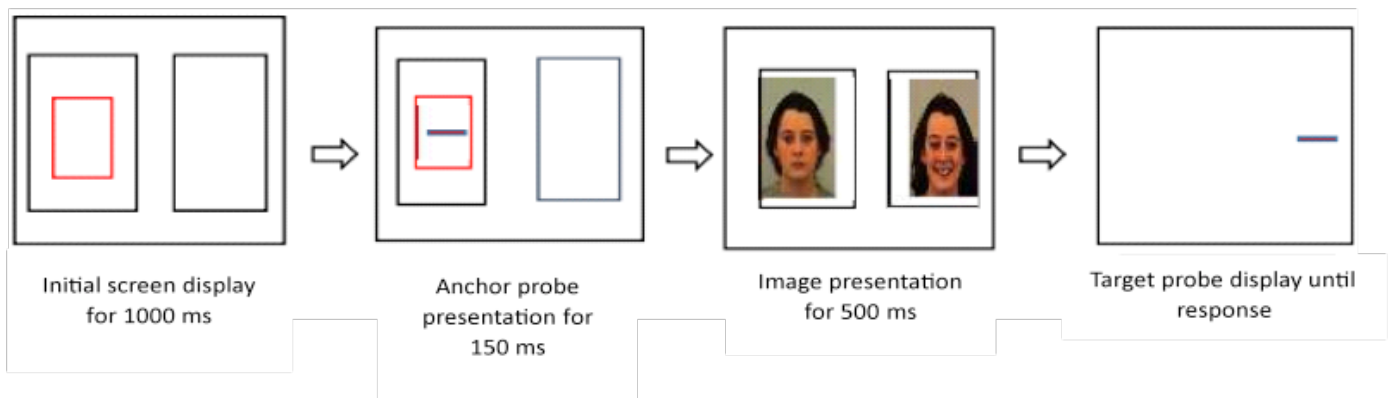 Initial screen display
for 1000 ms
Anchor probe
presentation for
150 ms
Image presentation
for 500 ms
Target probe display until
response